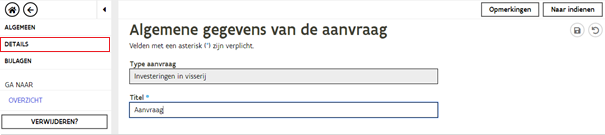 Opmerkingen
Naar indienen
ALGEMEEN
DETAILS
BIJLAGEN
GA NAAR
OVERZICHT
VERWIJDEREN?
Algemene gegevens van de aanvraag
Velden met een asterisk (*) zijn verplicht.
Type aanvraag
Investeringen in visserij
Titel *
Aanvraag